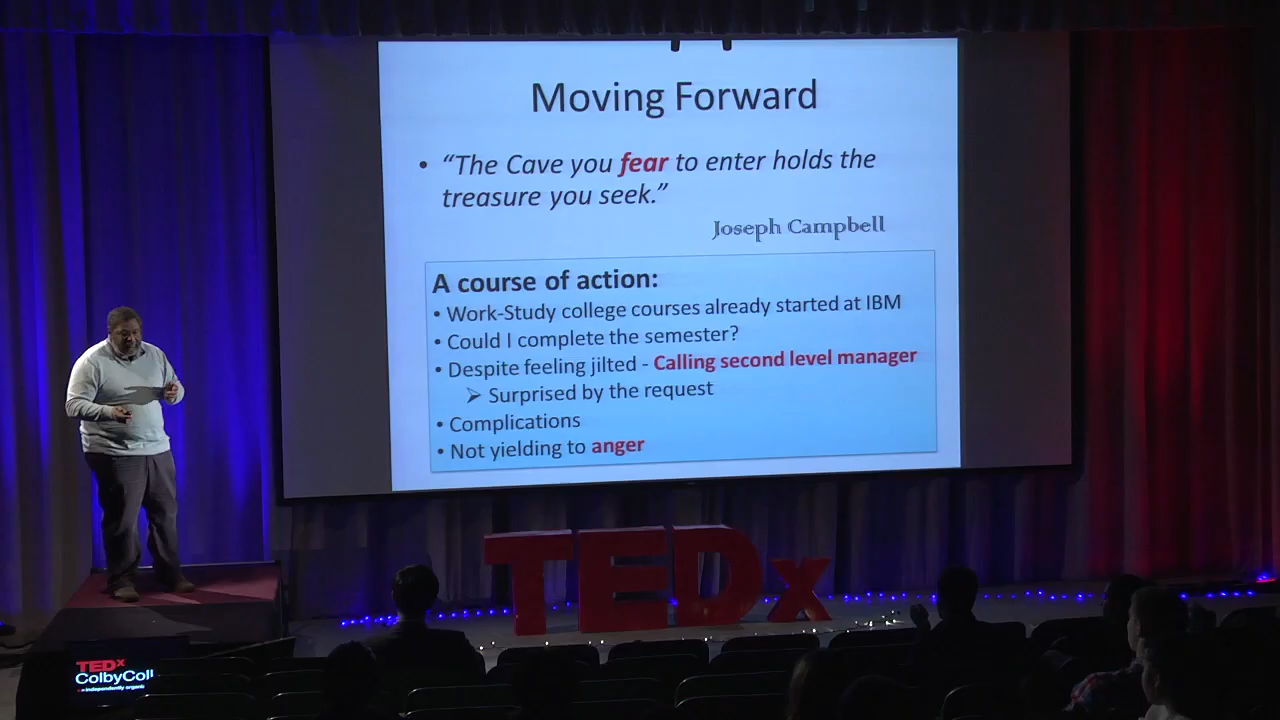 Moving Forward
• “The Cave you fear to enter holds the
treasure you seek.”
Joseph Campbell
A course of action:
• Work-Study college courses already started at IBM
• Could I complete the semester?
• Despite feeling jilted - Calling second level manager
➢ Surprised by the request
• Complications
• Not yielding to anger
TEDx
TEDx
ColbyColl
independently